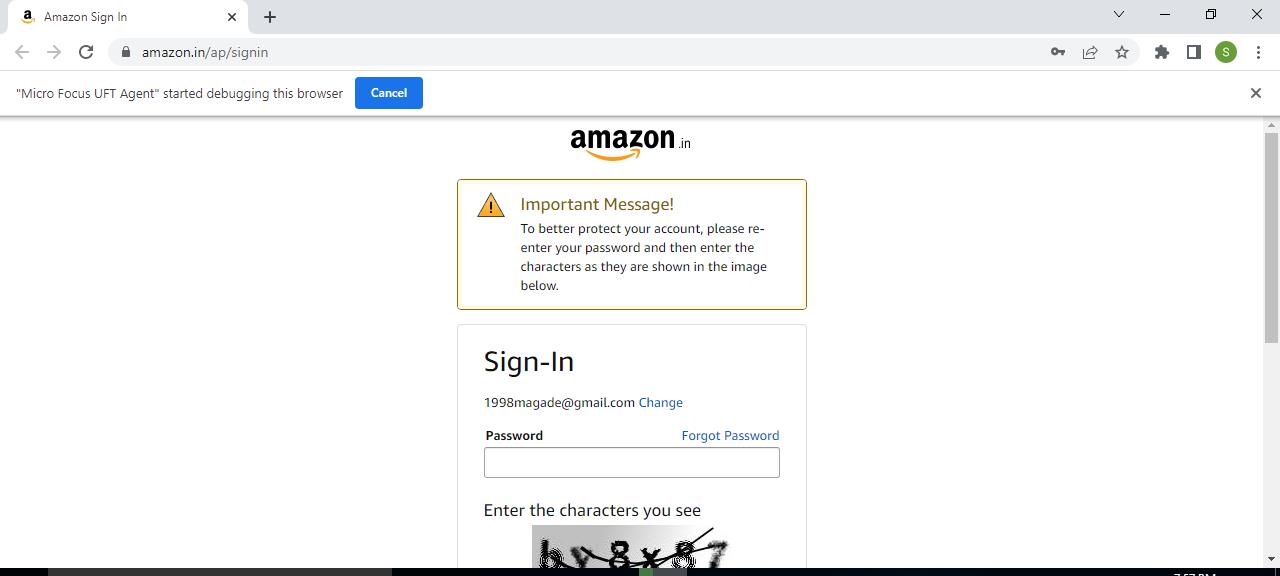 Amazon Sign In
amazon.in/ap/signin
S
"Micro Focus UFT Agent" started debugging this browser
Cancel
amazon.in
Important Message!
To better protect your account, please re-
enter your password and then enter the
characters as they are shown in the image
below.
Sign-In
1998magade@gmail.com Change
Password Forgot Password
Enter the characters you see